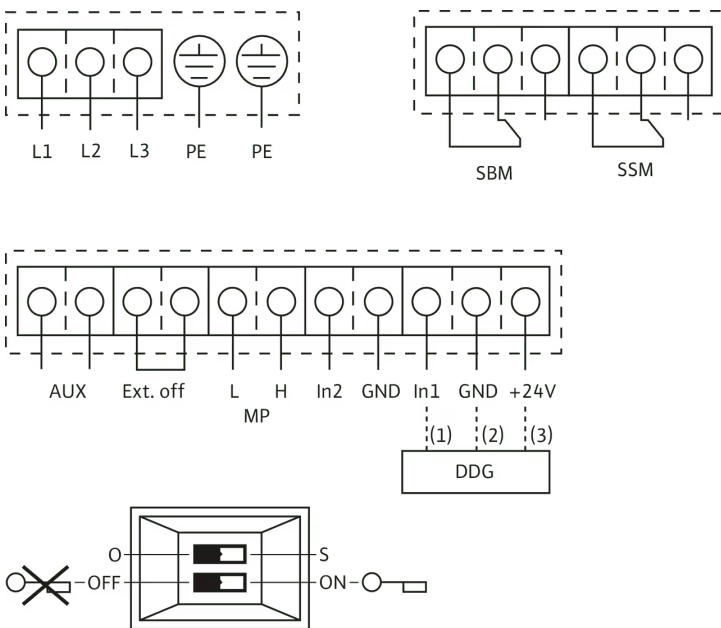 L1 L2 L3 PE PE
SBM SSM
AUX Ext. off L H In2 GND In1 GND +24V
MP
(1) (2) (3)
DDG
O S
OFF ON